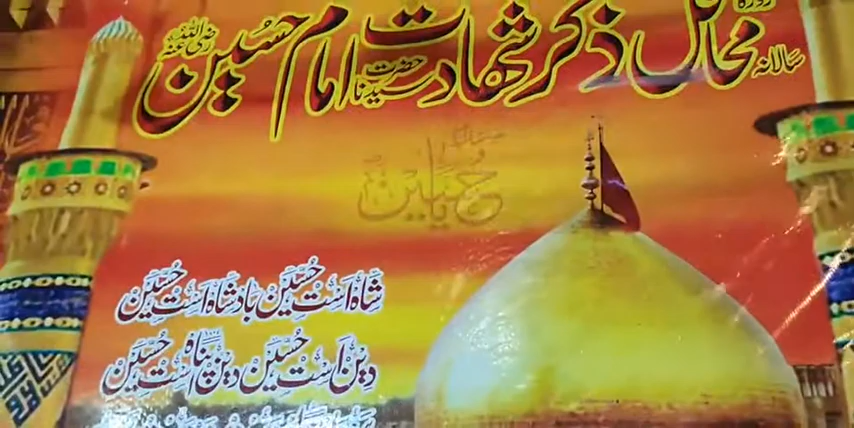 سالانہ
روزہ
محافل ذکر شہادت
حضرت سیدنا
امام حسین
رضی اللہ عنہ
یا حسین
شاہ است حسین بادشاہ است حسین
دین است حسین دین پناہ است حسین